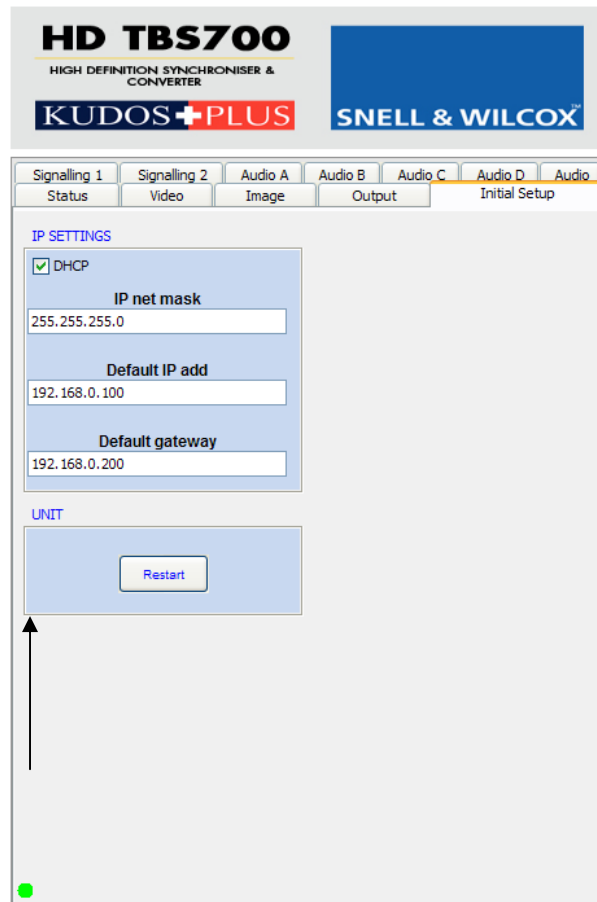 HD TBS700
HIGH DEFINITION SYNCHRONISER &
CONVERTER
KUDOS PLUS
SNELL & WILCOX™
Signalling 1 Signalling 2 Audio A Audio B Audio C Audio D Audio
Status Video Image Output Initial Setup
IP SETTINGS
DHCP
IP net mask
255.255.255.0
Default IP add
192.168.0.100
Default gateway
192.168.0.200
UNIT
Restart